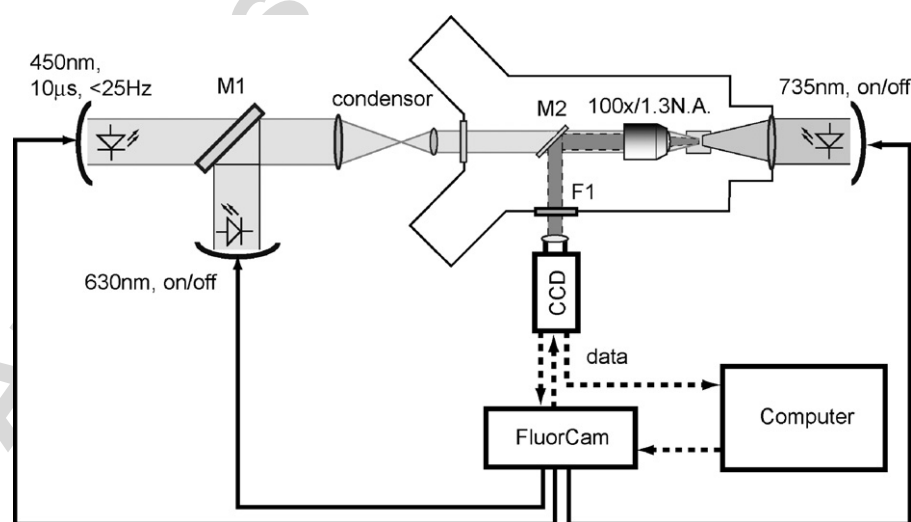 450nm,
10µs, <25Hz
M1
condensor
M2
100x/1.3N.A.
735nm, on/off
F1
630nm, on/off
CCD
data
Computer
FluorCam